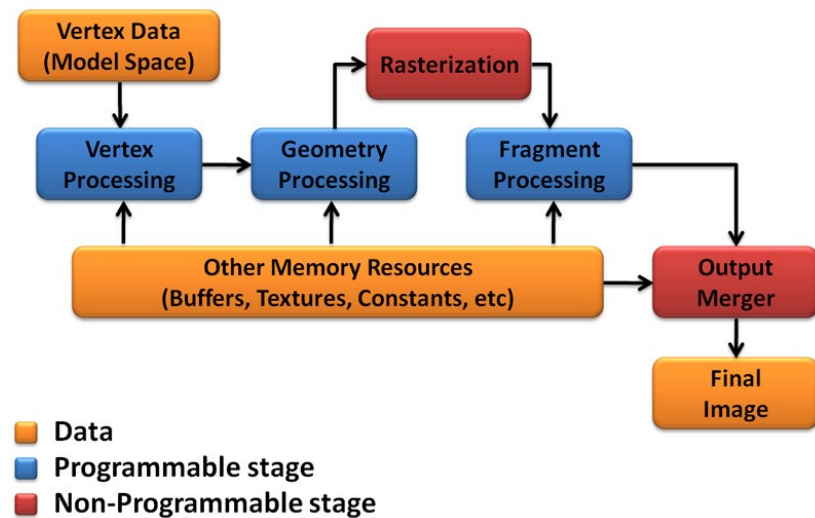 Vertex Data
(Model Space)
Rasterization
Vertex
Processing
Geometry
Processing
Fragment
Processing
Other Memory Resources
(Buffers, Textures, Constants, etc)
Output
Merger
Final
Image
Data
Programmable stage
Non-Programmable stage